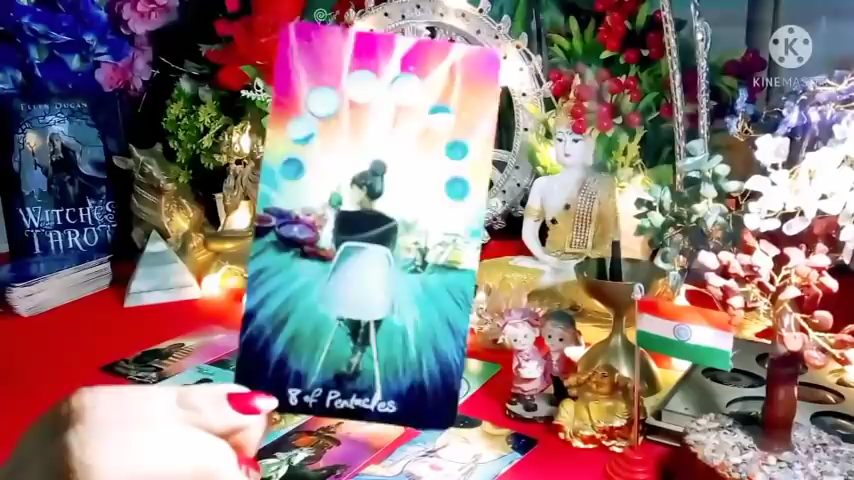 KINEMASTER
ELLEN DUGAN
WITCHES
TAROT
8 of Pentacles